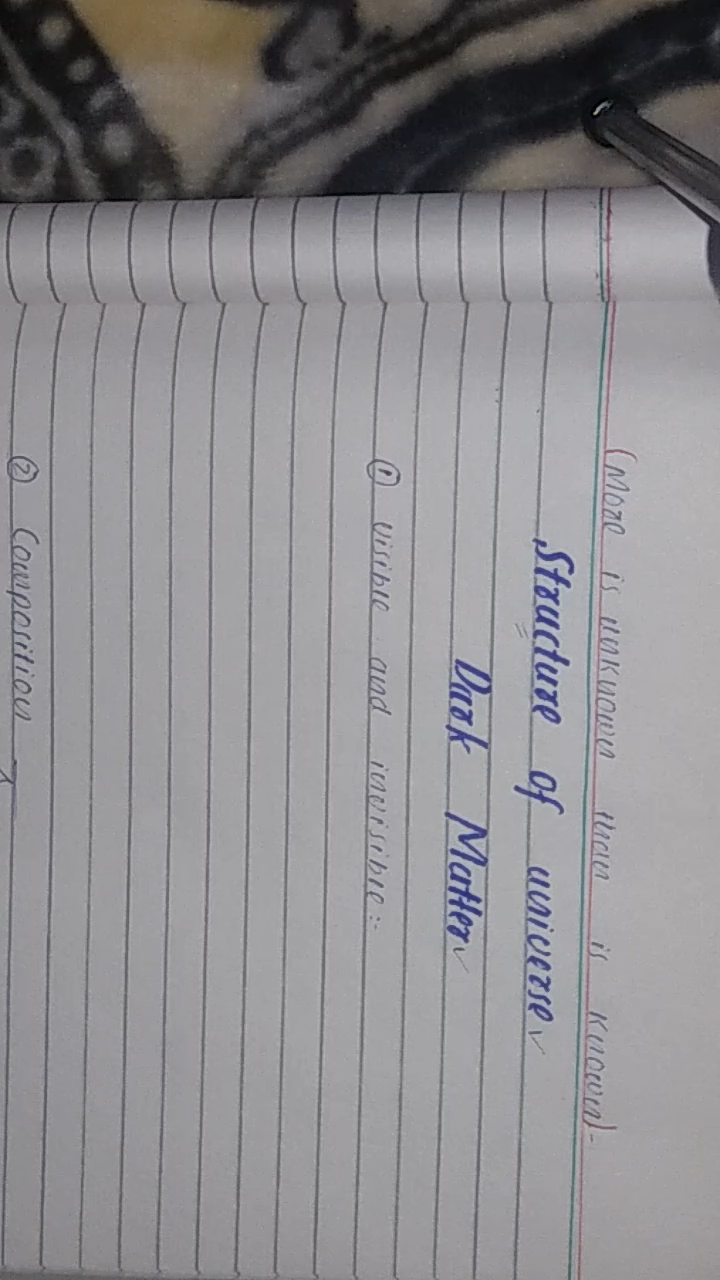 (More is unknown than is known)-
Structure of universe ✓
Dark Matter ✓
① Visible and invisible:-
② Composition